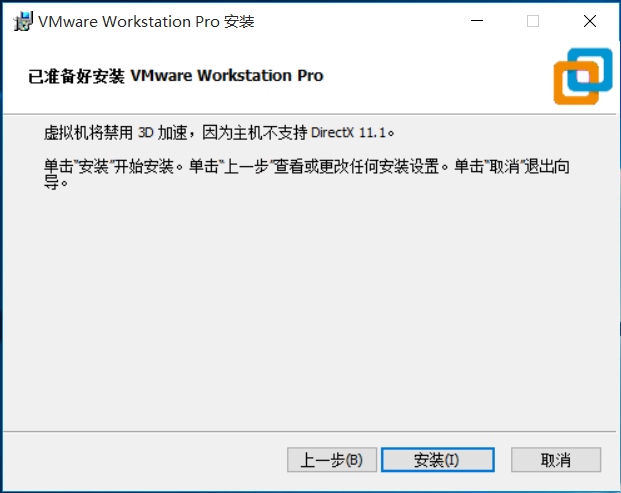 VMware Workstation Pro 安装
已准备好安装 VMware Workstation Pro
虚拟机将禁用 3D 加速，因为主机不支持 DirectX 11.1。
单击“安装”开始安装。单击“上一步”查看或更改任何安装设置。单击“取消”退出向
导。
上一步(B)
安装(I)
取消